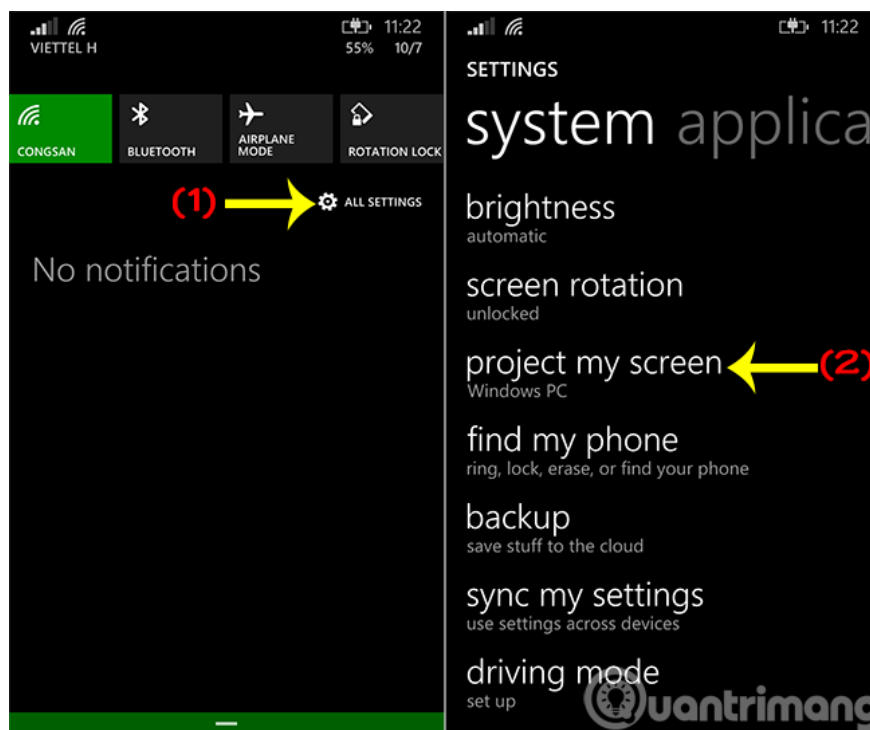 11:22
VIETTEL H
55% 10/7
CONGSAN
BLUETOOTH
AIRPLANE
MODE
ROTATION LOCK
(1)
ALL SETTINGS
No notifications
11:22
SETTINGS
system applica
brightness
automatic
screen rotation
unlocked
project my screen
(2)
Windows PC
find my phone
ring, lock, erase, or find your phone
backup
save stuff to the cloud
sync my settings
use settings across devices
driving mode
set up
Quantrimang